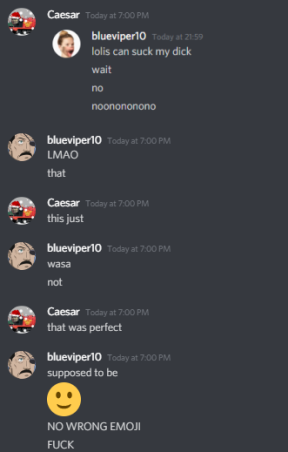 Caesar Today at 7:00 PM
blueviper10 Today at 21:59
lolis can suck my dick
wait
no
noononono​no
blueviper10 Today at 7:00 PM
LMAO
that
Caesar Today at 7:00 PM
this just
blueviper10 Today at 7:00 PM
wasa
not
Caesar Today at 7:00 PM
that was perfect
blueviper10 Today at 7:00 PM
supposed to be
NO WRONG EMOJI
FUCK